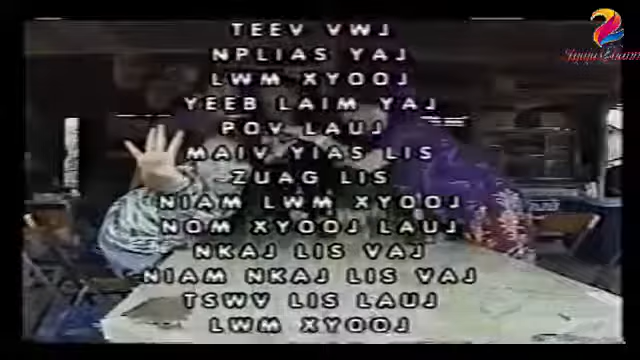 TEEV VWJ
NPLIAS YAJ
LWM XYOOJ
YEEB LAIM YAJ
POV LAUJ
MAIV YIAS LIS
ZUAG LIS
NIAM LWM XYOOJ
NOM XYOOJ LAUJ
NKAJ LIS VAJ
NIAM NKAJ LIS VAJ
TSWV LIS LAUJ
LWM XYOOJ